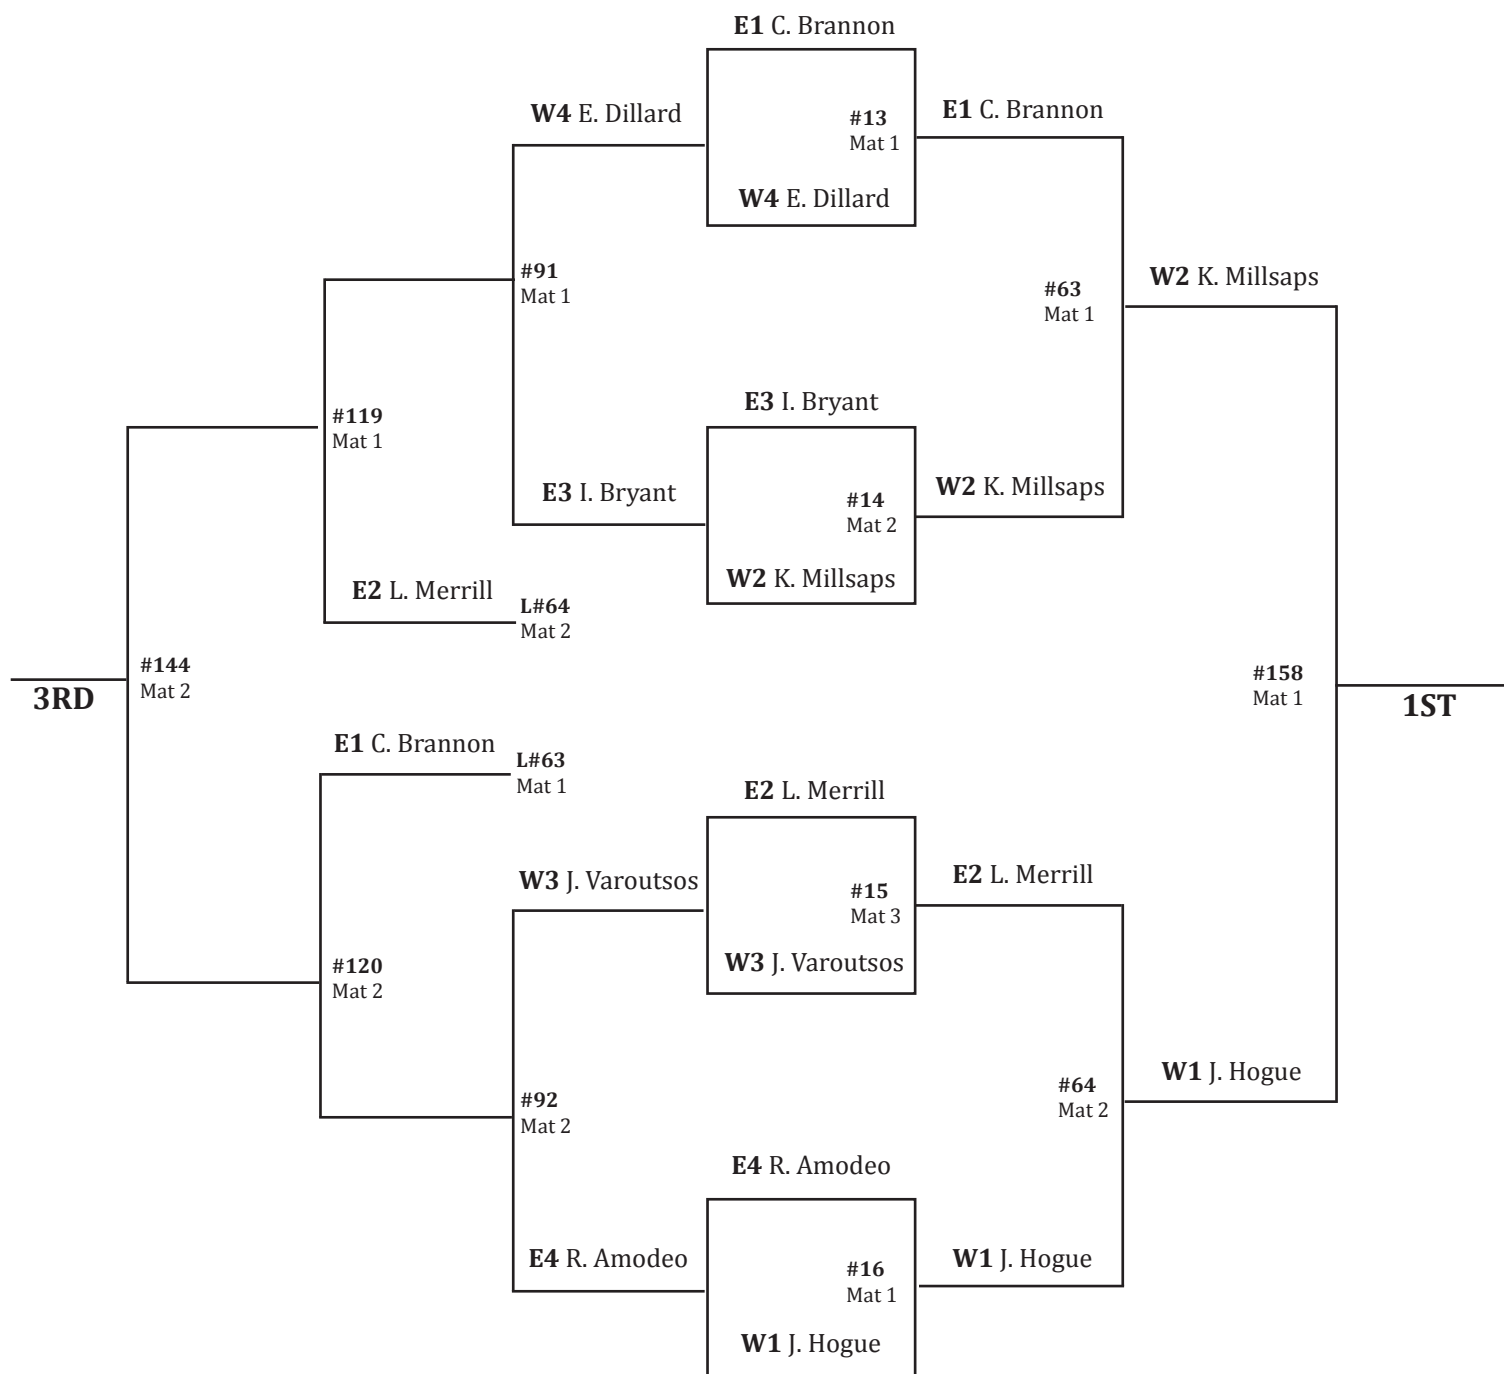 E1 C. Brannon
W4 E. Dillard
#13
Mat 1
E1 C. Brannon
W4 E. Dillard
#91
Mat 1
#63
Mat 1
W2 K. Millsaps
#119
Mat 1
E3 I. Bryant
E3 I. Bryant
#14
Mat 2
W2 K. Millsaps
W2 K. Millsaps
E2 L. Merrill
L#64
Mat 2
#144
Mat 2
3RD
#158
Mat 1
1ST
E1 C. Brannon
L#63
Mat 1
E2 L. Merrill
W3 J. Varoutsos
#15
Mat 3
E2 L. Merrill
W3 J. Varoutsos
#120
Mat 2
#92
Mat 2
#64
Mat 2
W1 J. Hogue
E4 R. Amodeo
E4 R. Amodeo
#16
Mat 1
W1 J. Hogue
W1 J. Hogue